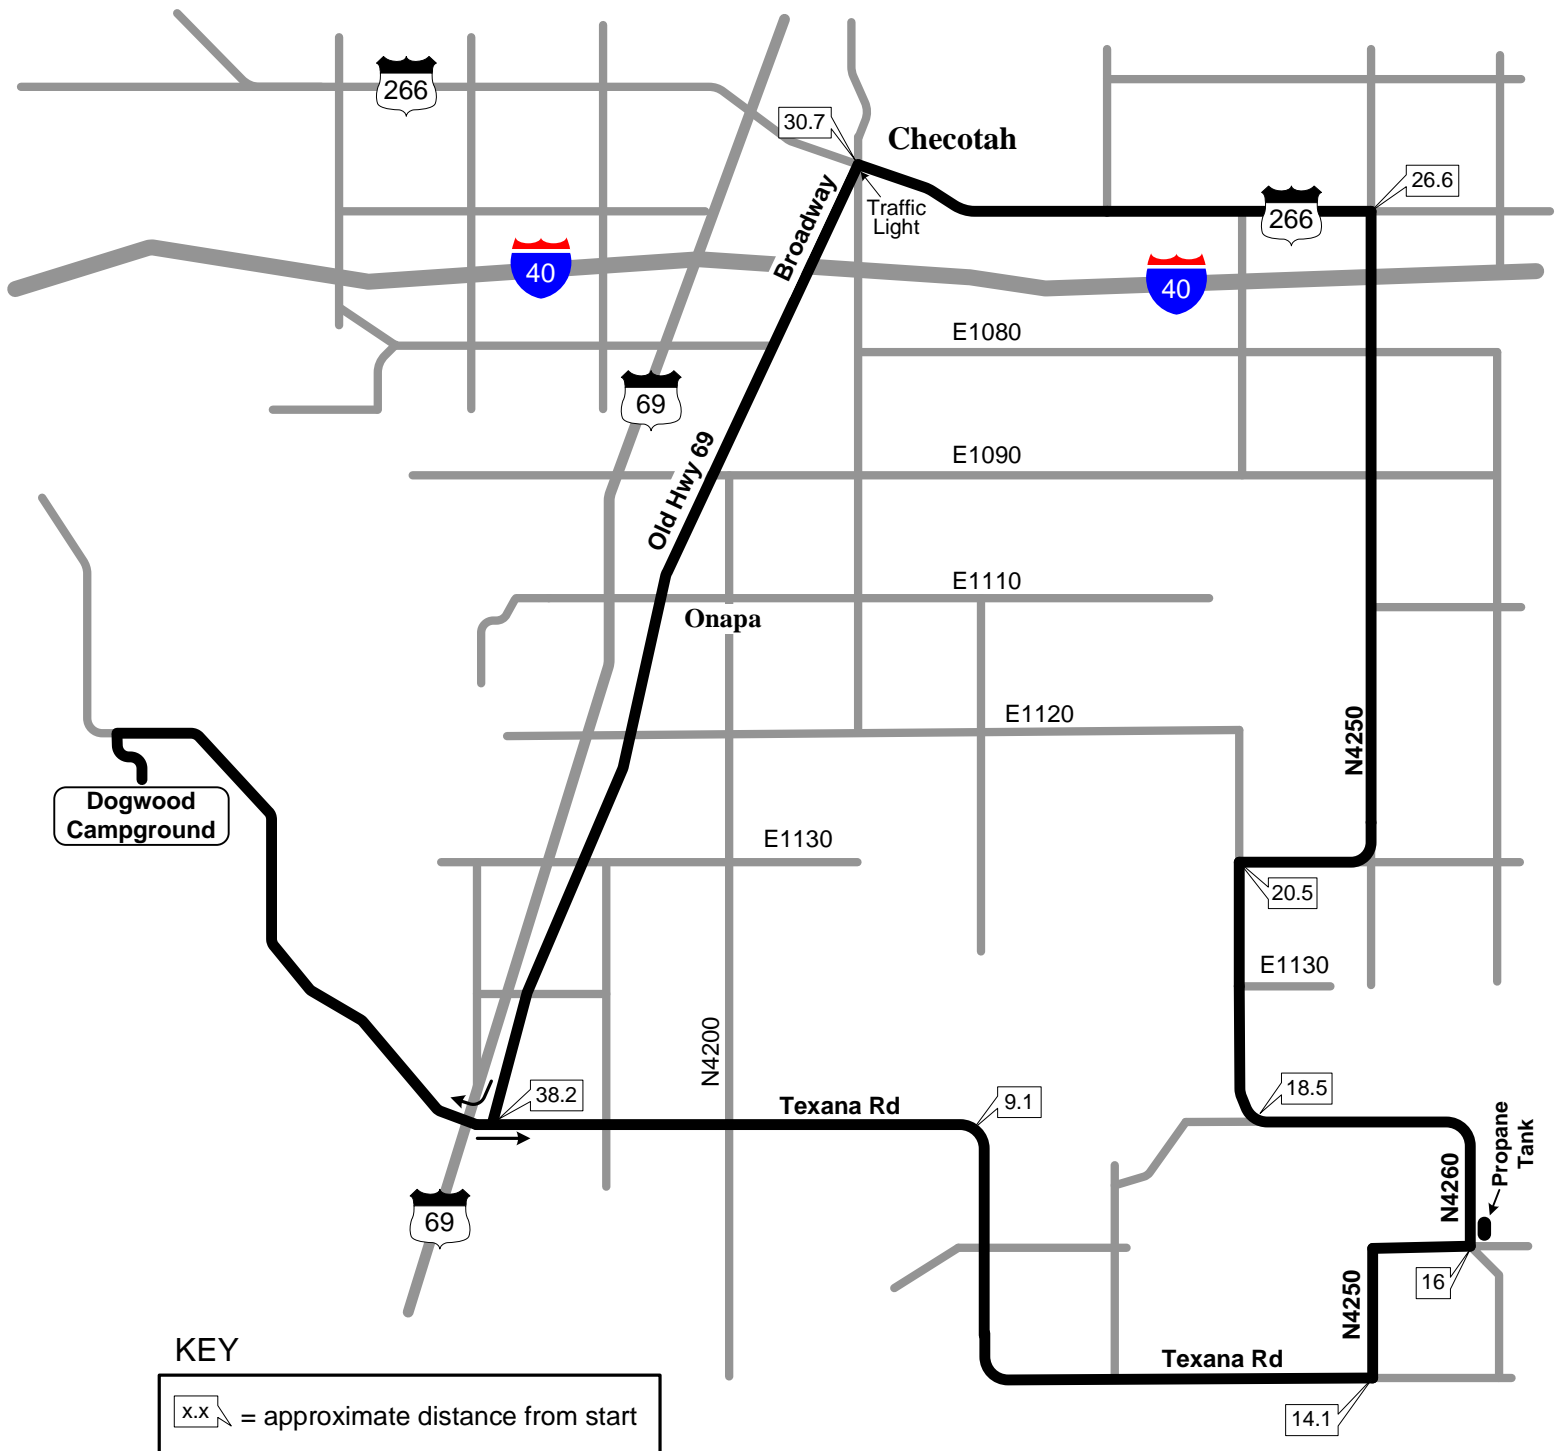 266
30.7
Checotah
26.6
Traffic
Light
266
Broadway
40
40
E1080
69
Old Hwy 69
E1090
E1110
Onapa
E1120
N4250
Dogwood
Campground
E1130
20.5
E1130
N4200
38.2
Texana Rd
9.1
18.5
Propane
Tank
N4260
69
16
N4250
KEY
Texana Rd
x.x = approximate distance from start
14.1